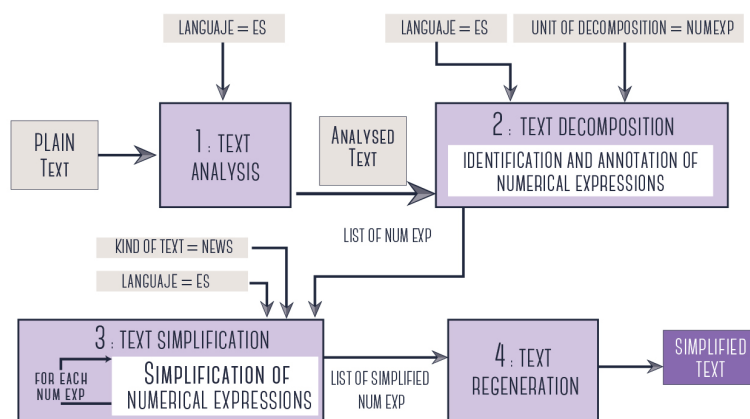 LANGUAJE = ES
LANGUAJE = ES
UNIT OF DECOMPOSITION = NUMEXP
PLAIN
TEXT
1 : TEXT
ANALYSIS
ANALYSED
TEXT
2 : TEXT DECOMPOSITION
IDENTIFICATION AND ANNOTATION OF
NUMERICAL EXPRESSIONS
LIST OF NUM EXP
KIND OF TEXT = NEWS
LANGUAJE = ES
3 : TEXT SIMPLIFICATION
FOR EACH
NUM EXP
SIMPLIFICATION OF
NUMERICAL EXPRESSIONS
LIST OF SIMPLIFIED
NUM EXP
4 : TEXT
REGENERATION
SIMPLIFIED
TEXT